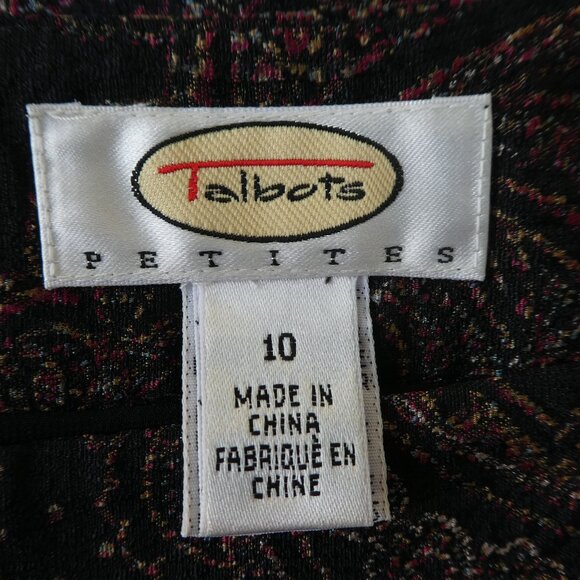 Talbots
PETITES
10
MADE IN
CHINA
FABRIQUÈ EN
CHINE